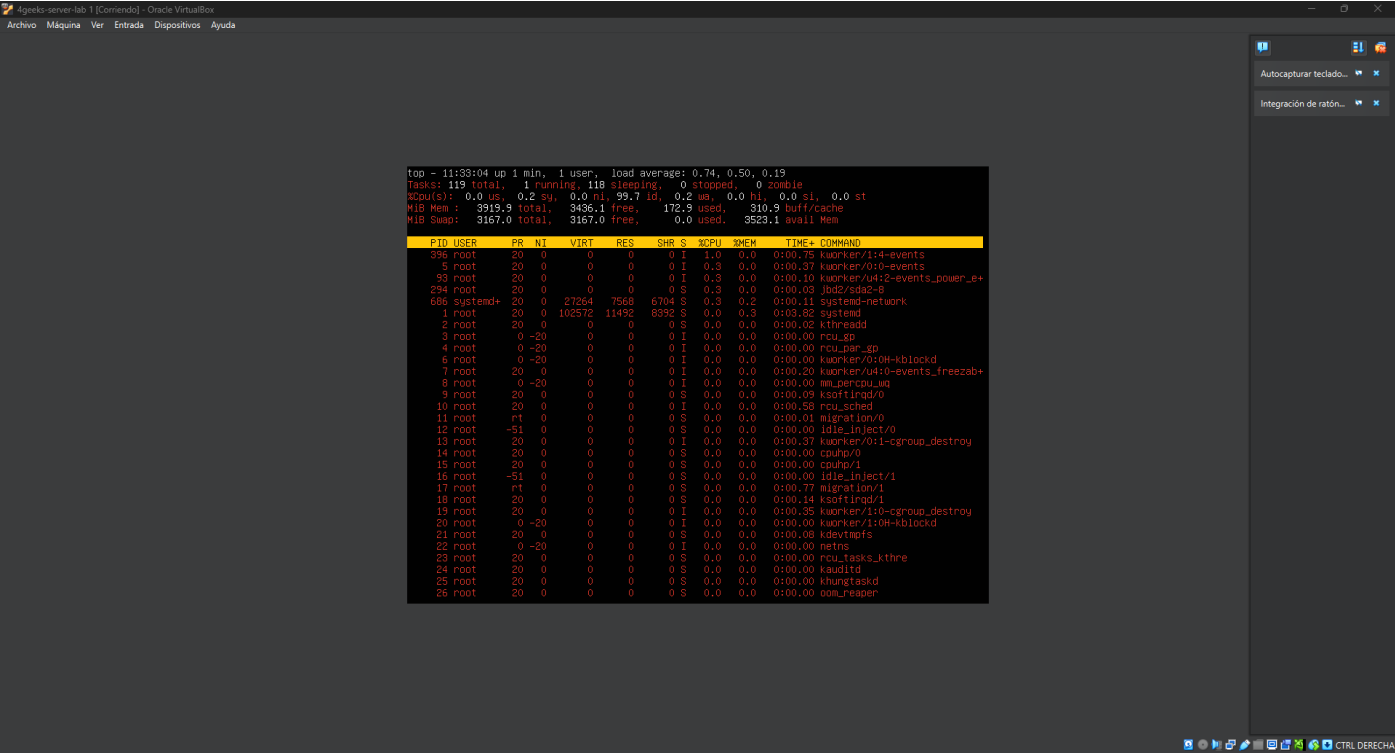 4geeks-server-lab 1 [Corriendo] - Oracle VirtualBox
Archivo Máquina Ver Entrada Dispositivos Ayuda
Autocapturar teclado...
Integración de ratón...
top - 11:33:04 up 1 min, 1 user, load average: 0.74, 0.50, 0.19
Tasks: 119 total, 1 running, 118 sleeping, 0 stopped, 0 zombie
%Cpu(s): 0.0 us, 0.2 sy, 0.0 ni, 99.7 id, 0.2 wa, 0.0 hi, 0.0 si, 0.0 st
MiB Mem : 3919.9 total, 3436.1 free, 172.9 used, 310.9 buff/cache
MiB Swap: 3167.0 total, 3167.0 free, 0.0 used. 3523.1 avail Mem
PID USER PR NI VIRT RES SHR S %CPU %MEM TIME+ COMMAND
396 root 20 0 0 0 0 I 1.0 0.0 0:00.75 kworker/1:4-events
5 root 20 0 0 0 0 I 0.3 0.0 0:00.37 kworker/0:0-events
93 root 20 0 0 0 0 I 0.3 0.0 0:00.10 kworker/u4:2-events_power_e+
294 root 20 0 0 0 0 S 0.3 0.0 0:00.03 jbd2/sda2-8
686 systemd+ 20 0 27264 7568 6704 S 0.3 0.2 0:00.11 systemd-network
1 root 20 0 102572 11492 8392 S 0.0 0.3 0:03.82 systemd
2 root 20 0 0 0 0 S 0.0 0.0 0:00.02 kthreadd
3 root 0 -20 0 0 0 I 0.0 0.0 0:00.00 rcu_gp
4 root 0 -20 0 0 0 I 0.0 0.0 0:00.00 rcu_par_gp
6 root 0 -20 0 0 0 I 0.0 0.0 0:00.00 kworker/0:0H-kblockd
7 root 20 0 0 0 0 I 0.0 0.0 0:00.20 kworker/u4:0-events_freezab+
8 root 0 -20 0 0 0 I 0.0 0.0 0:00.00 mm_percpu_wq
9 root 20 0 0 0 0 S 0.0 0.0 0:00.09 ksoftirqd/0
10 root 20 0 0 0 0 I 0.0 0.0 0:00.58 rcu_sched
11 root rt 0 0 0 0 S 0.0 0.0 0:00.01 migration/0
12 root -51 0 0 0 0 S 0.0 0.0 0:00.00 idle_inject/0
13 root 20 0 0 0 0 I 0.0 0.0 0:00.37 kworker/0:1-cgroup_destroy
14 root 20 0 0 0 0 S 0.0 0.0 0:00.00 cpuhp/0
15 root 20 0 0 0 0 S 0.0 0.0 0:00.00 cpuhp/1
16 root -51 0 0 0 0 S 0.0 0.0 0:00.00 idle_inject/1
17 root rt 0 0 0 0 S 0.0 0.0 0:00.77 migration/1
18 root 20 0 0 0 0 S 0.0 0.0 0:00.14 ksoftirqd/1
19 root 20 0 0 0 0 I 0.0 0.0 0:00.35 kworker/1:0-cgroup_destroy
20 root 0 -20 0 0 0 I 0.0 0.0 0:00.00 kworker/1:0H-kblockd
21 root 20 0 0 0 0 S 0.0 0.0 0:00.08 kdevtmpfs
22 root 0 -20 0 0 0 I 0.0 0.0 0:00.00 netns
23 root 20 0 0 0 0 S 0.0 0.0 0:00.00 rcu_tasks_kthre
24 root 20 0 0 0 0 S 0.0 0.0 0:00.00 kauditd
25 root 20 0 0 0 0 S 0.0 0.0 0:00.00 khungtaskd
26 root 20 0 0 0 0 S 0.0 0.0 0:00.00 oom_reaper
CTRL DERECHA